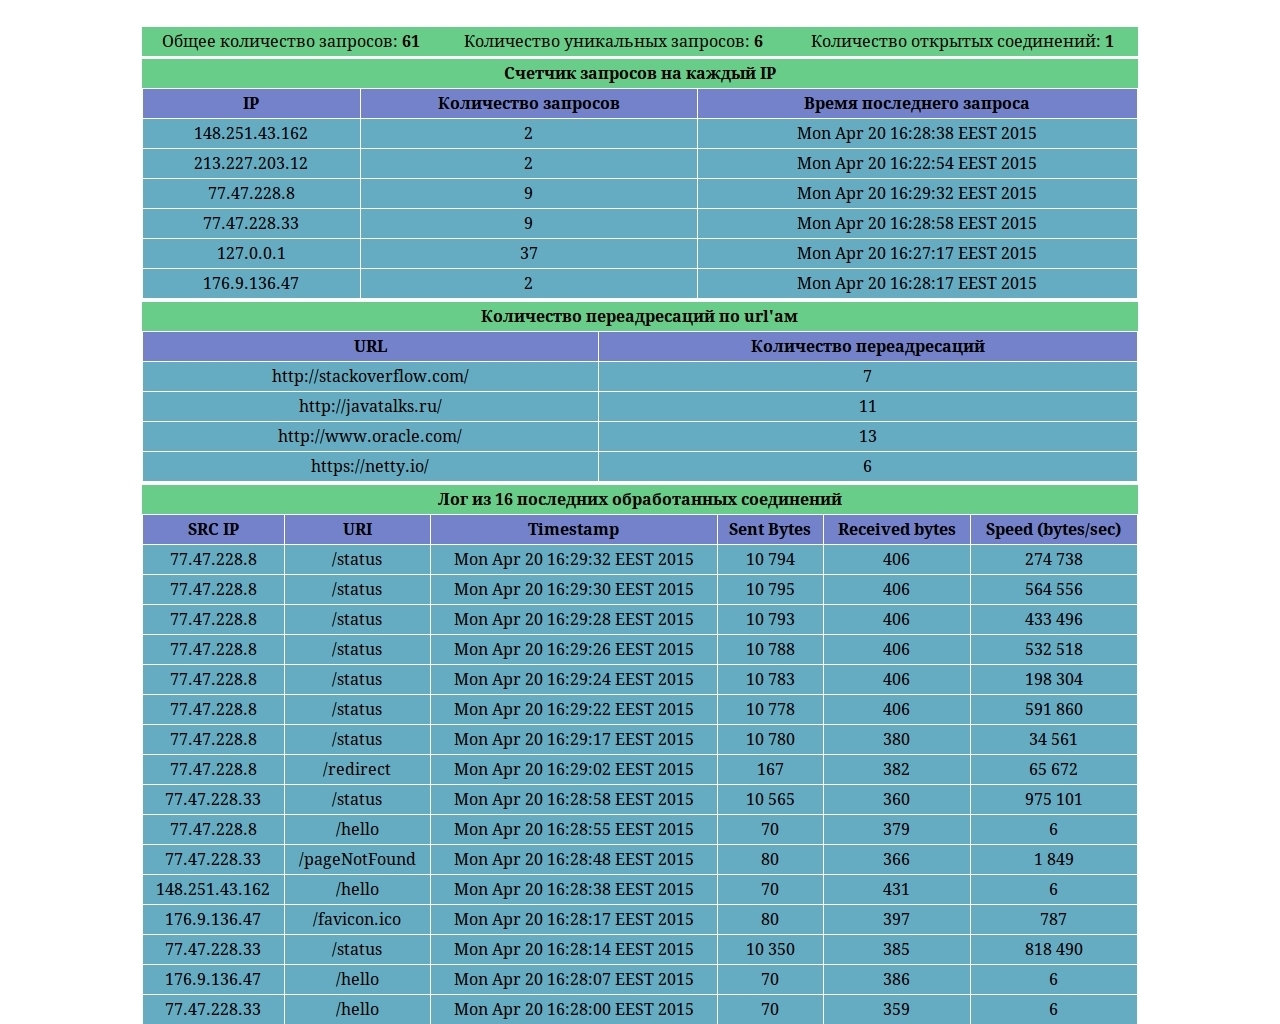 Общее количество запросов: 61 Количество уникальных запросов: 6 Количество открытых соединений: 1
Счетчик запросов на каждый IP
IP Количество запросов Время последнего запроса
148.251.43.162 2 Mon Apr 20 16:28:38 EEST 2015
213.227.203.12 2 Mon Apr 20 16:22:54 EEST 2015
77.47.228.8 9 Mon Apr 20 16:29:32 EEST 2015
77.47.228.33 9 Mon Apr 20 16:28:58 EEST 2015
127.0.0.1 37 Mon Apr 20 16:27:17 EEST 2015
176.9.136.47 2 Mon Apr 20 16:28:17 EEST 2015
Количество переадресаций по url'ам
URL Количество переадресаций
http://stackoverflow.com/ 7
http://javatalks.ru/ 11
http://www.oracle.com/ 13
https://netty.io/ 6
Лог из 16 последних обработанных соединений
SRC IP URI Timestamp Sent Bytes Received bytes Speed (bytes/sec)
77.47.228.8 /status Mon Apr 20 16:29:32 EEST 2015 10 794 406 274 738
77.47.228.8 /status Mon Apr 20 16:29:30 EEST 2015 10 795 406 564 556
77.47.228.8 /status Mon Apr 20 16:29:28 EEST 2015 10 793 406 433 496
77.47.228.8 /status Mon Apr 20 16:29:26 EEST 2015 10 788 406 532 518
77.47.228.8 /status Mon Apr 20 16:29:24 EEST 2015 10 783 406 198 304
77.47.228.8 /status Mon Apr 20 16:29:22 EEST 2015 10 778 406 591 860
77.47.228.8 /status Mon Apr 20 16:29:17 EEST 2015 10 780 380 34 561
77.47.228.8 /redirect Mon Apr 20 16:29:02 EEST 2015 167 382 65 672
77.47.228.33 /status Mon Apr 20 16:28:58 EEST 2015 10 565 360 975 101
77.47.228.8 /hello Mon Apr 20 16:28:55 EEST 2015 70 379 6
77.47.228.33 /pageNotFound Mon Apr 20 16:28:48 EEST 2015 80 366 1 849
148.251.43.162 /hello Mon Apr 20 16:28:38 EEST 2015 70 431 6
176.9.136.47 /favicon.ico Mon Apr 20 16:28:17 EEST 2015 80 397 787
77.47.228.33 /status Mon Apr 20 16:28:14 EEST 2015 10 350 385 818 490
176.9.136.47 /hello Mon Apr 20 16:28:07 EEST 2015 70 386 6
77.47.228.33 /hello Mon Apr 20 16:28:00 EEST 2015 70 359 6